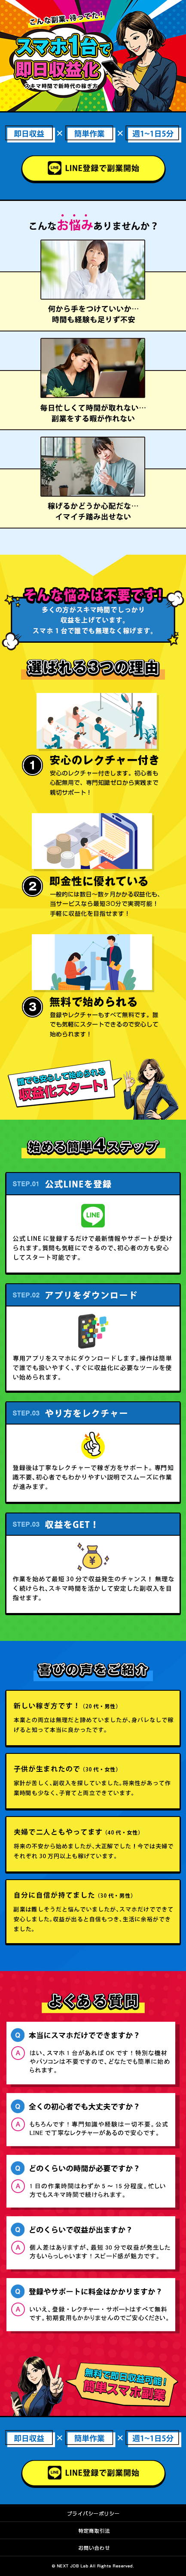 こんな副業、待ってた！
スマホ1台で
即日収益化
スキマ時間で新時代の稼ぎ方
即日収益 × 簡単作業 × 週1~1日5分
LINE登録で副業開始
こんなお悩みありませんか？
何から手をつけていいか…
時間も経験も足りず不安
毎日忙しくて時間が取れない…
副業をする暇が作れない
稼げるかどうか心配だな…
イマイチ踏み出せない
そんな悩みは不要です！
多くの方がスキマ時間でしっかり
収益を上げています。
スマホ１台で誰でも無理なく稼げます。
選ばれる3つの理由
1 安心のレクチャー付き
安心のレクチャー付きします。初心者も
心配無用で、専門知識ゼロから実践まで
親切サポート！
2 即金性に優れている
一般的には数日～数ヶ月かかる収益化も、
当サービスなら最短30分で実現可能！
手軽に収益化を目指せます！
3 無料で始められる
登録やレクチャーもすべて無料です。誰
でも気軽にスタートできるので安心して
始められます！
誰でも安心して始められる
収益化スタート！
始める簡単4ステップ
STEP.01 公式LINEを登録
LINE
公式 LINE に登録するだけで最新情報やサポートが受け
られます。質問も気軽にできるので、初心者の方も安心
してスタート可能です。
STEP.02 アプリをダウンロード
専用アプリをスマホにダウンロードします。操作は簡単
で誰でも扱いやすく、すぐに収益化に必要なツールを使
い始められます。
STEP.03 やり方をレクチャー
登録後は丁寧なレクチャーで稼ぎ方をサポート。専門知
識不要、初心者でもわかりやすい説明でスムーズに作業
が進みます。
STEP.03 収益をGET！
作業を始めて最短 30 分で収益発生のチャンス！ 無理な
く続けられ、スキマ時間を活かして安定した副収入を目
指せます。
喜びの声をご紹介
新しい稼ぎ方です！（20 代・男性）
本業との両立は無理だと諦めていましたが、身バレなしで稼
げると知って本当に良かったです。
子供が生まれたので（30 代・女性）
家計が苦しく、副収入を探していました。将来性があって作
業時間も少なく、子育てと両立できています。
夫婦で二人ともやってます（40 代・女性）
将来の不安から始めましたが、大正解でした！今では夫婦で
それぞれ 30 万円以上も稼げています。
自分に自信が持てました（30 代・男性）
副業は難しそうだと悩んでいましたが、スマホだけでできて
安心しました。収益が出ると自信もつき、生活に余裕ができ
ました。
よくある質問
Q 本当にスマホだけでできますか？
A はい、スマホ 1 台があれば OK です！特別な機材
やパソコンは不要ですので、どなたでも簡単に始め
られます。
Q 全くの初心者でも大丈夫ですか？
A もちろんです！専門知識や経験は一切不要。公式
LINE で丁寧なレクチャーがあるので安心です。
Q どのくらいの時間が必要ですか？
A 1 日の作業時間はわずか 5 ～ 15 分程度。忙しい
方でもスキマ時間で続けられます。
Q どのくらいで収益が出ますか？
A 個人差はありますが、最短 30 分で収益が発生した
方もいらっしゃいます！スピード感が魅力です。
Q 登録やサポートに料金はかかりますか？
A いいえ、登録・レクチャー・サポートはすべて無料
です。初期費用もかかりませんのでご安心ください。
無料で即日収益可能！
簡単スマホ副業
即日収益 × 簡単作業 × 週1~1日5分
LINE登録で副業開始
プライバシーポリシー
特定商取引法
お問い合わせ
© NEXT JOB Lab All Rights Reserved.